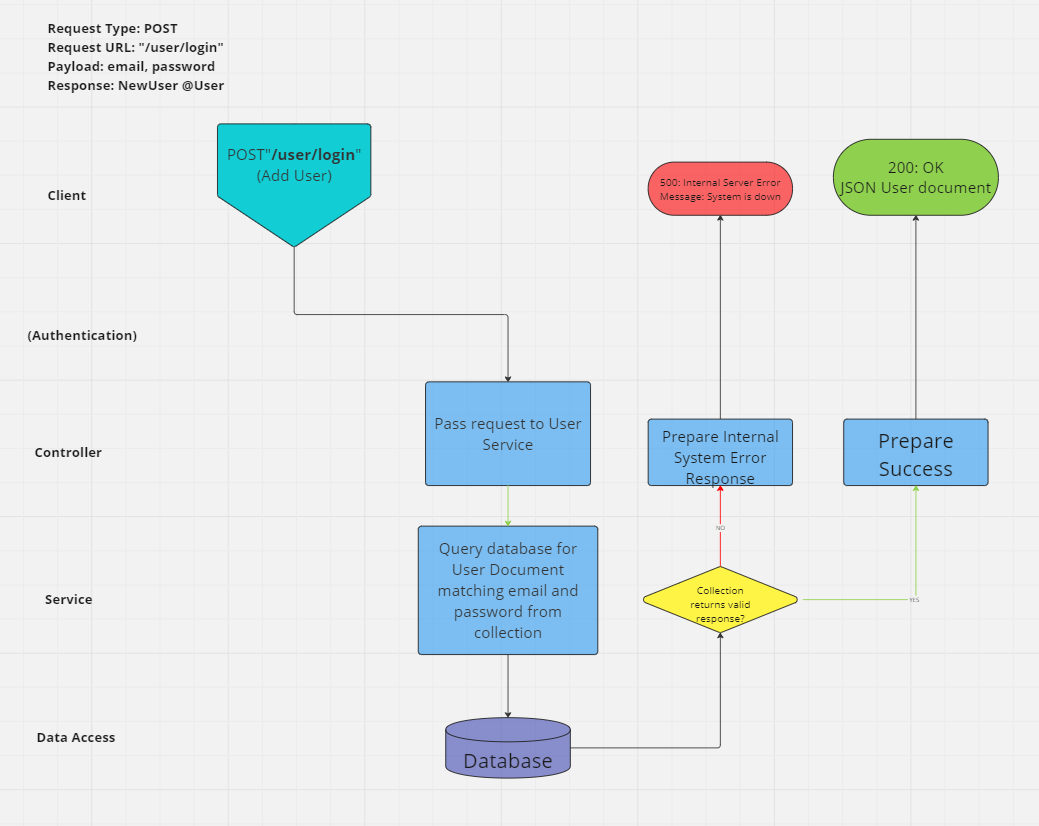 Request Type: POST
Request URL: "/user/login"
Payload: email, password
Response: NewUser @User
Client
POST"/user/login"
(Add User)
500: Internal Server Error
Message: System is down
200: OK
JSON User document
(Authentication)
Controller
Pass request to User
Service
Prepare Internal
System Error
Response
Prepare
Success
NO
Service
Query database for
User Document
matching email and
password from
collection
Collection
returns valid
response?
YES
Data Access
Database